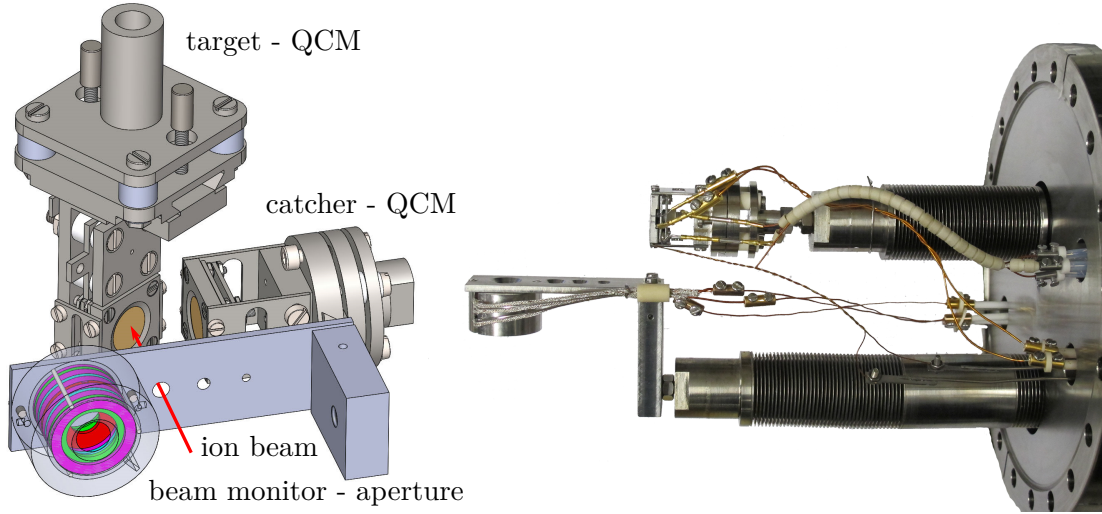 target - QCM
catcher - QCM
ion beam
beam monitor - aperture